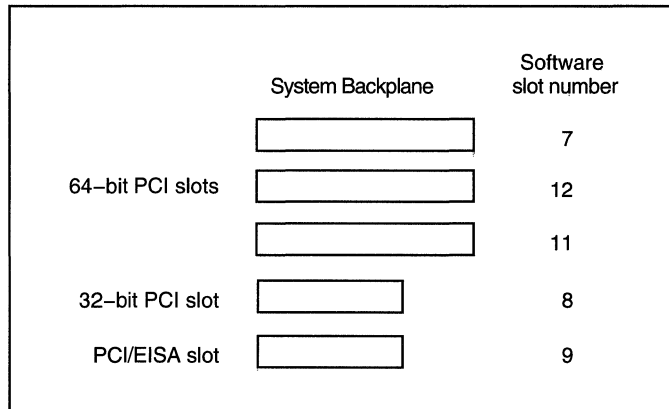 Software
System Backplane slot number
7
64–bit PCI slots 12
11
32–bit PCI slot 8
PCI/EISA slot 9